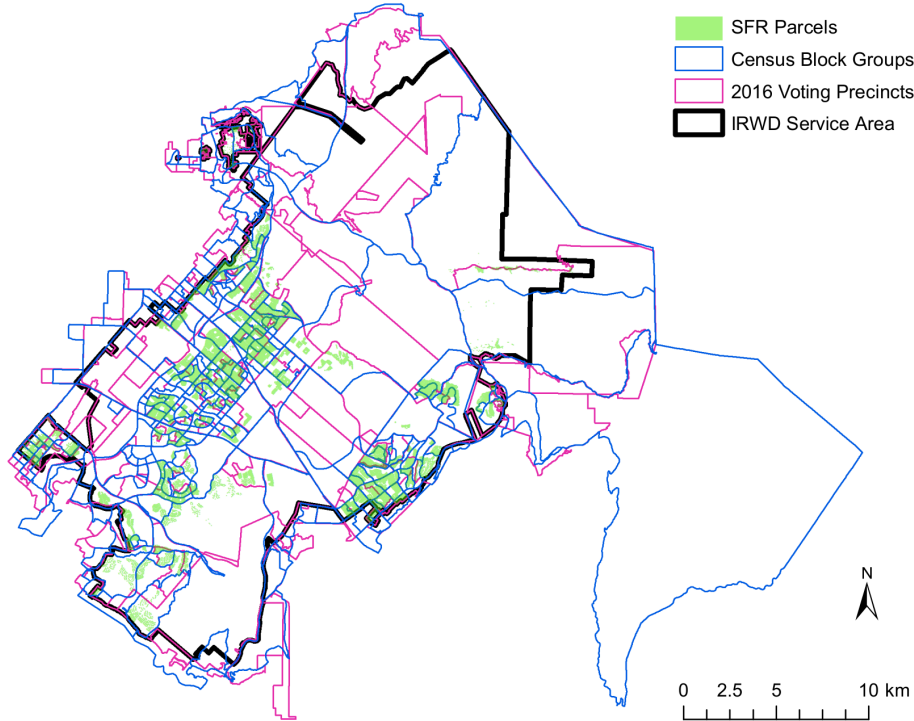 SFR Parcels
Census Block Groups
2016 Voting Precincts
IRWD Service Area
N
0 2.5 5 10 km